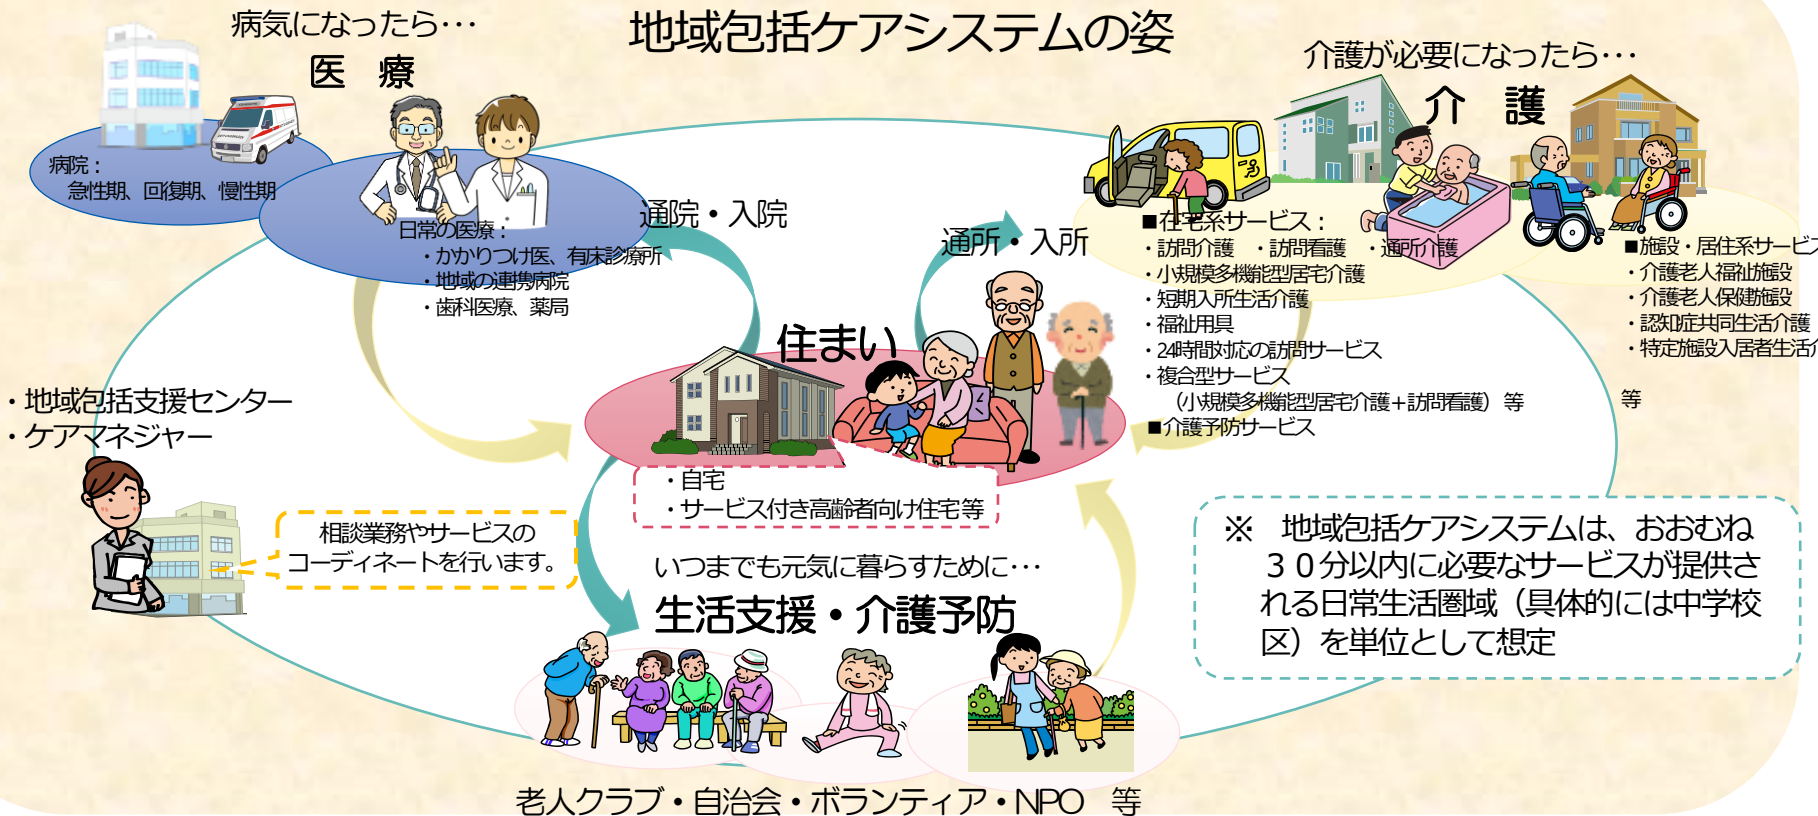 地域包括ケアシステムの姿
病気になったら･･･
医　療
病院：
急性期、回復期、慢性期
日常の医療：
・かかりつけ医、有床診療所
・地域の連携病院
・歯科医療、薬局
通院・入院
通所・入所
介護が必要になったら･･･
介　護
■在宅系サービス：
・訪問介護　・訪問看護　・通所介護
・小規模多機能型居宅介護
・短期入所生活介護
・福祉用具
・24時間対応の訪問サービス
・複合型サービス
（小規模多機能型居宅介護＋訪問看護）等
■介護予防サービス
■施設・居住系サービス
・介護老人福祉施設
・介護老人保健施設
・認知症共同生活介護
・特定施設入居者生活介
等
住まい
・自宅
・サービス付き高齢者向け住宅等
・地域包括支援センター
・ケアマネジャー
相談業務やサービスの
コーディネートを行います。
いつまでも元気に暮らすために･･･
生活支援・介護予防
老人クラブ・自治会・ボランティア・NPO　等
※　地域包括ケアシステムは、おおむね
３０分以内に必要なサービスが提供さ
れる日常生活圏域（具体的には中学校
区）を単位として想定